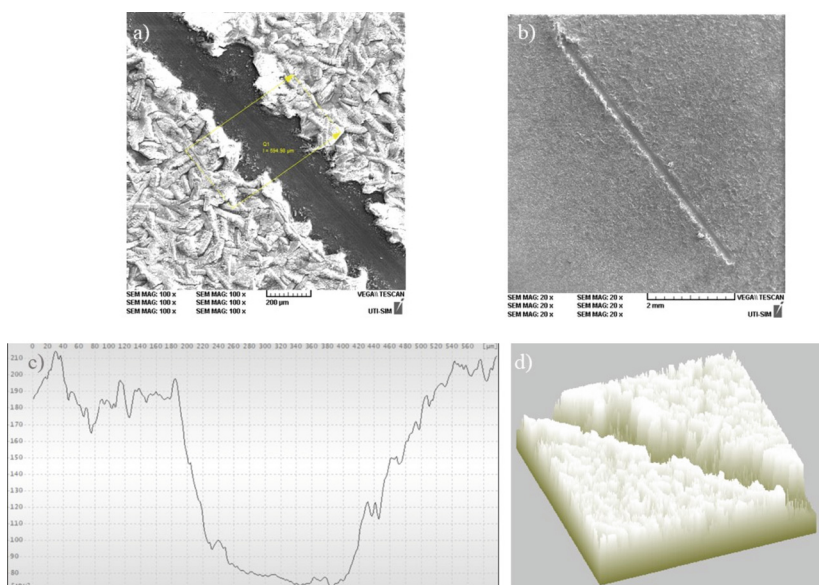 a)
Q1
l = 594.90 µm
SEM MAG: 100 x SEM MAG: 100 x
SEM MAG: 100 x SEM MAG: 100 x
SEM MAG: 100 x SEM MAG: 100 x
200 µm
VEGA\\ TESCAN
UTI-SIM
b)
SEM MAG: 20 x SEM MAG: 20 x
SEM MAG: 20 x SEM MAG: 20 x
SEM MAG: 20 x SEM MAG: 20 x
2 mm
VEGA\\ TESCAN
UTI-SIM
c)
0 20 40 60 80 100 120 140 160 180 200 220 240 260 280 300 320 340 360 380 400 420 440 460 480 500 520 540 560 [µm]
210
200
190
180
170
160
150
140
130
120
110
100
90
80
d)